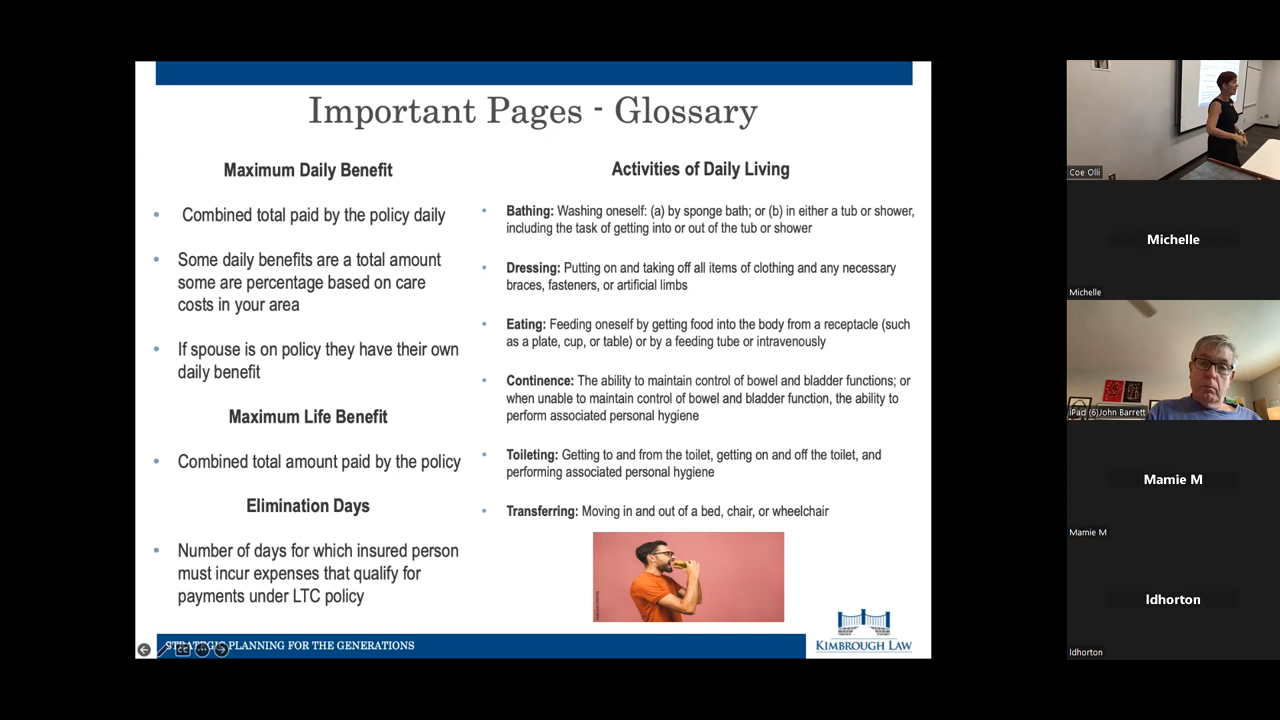 Important Pages - Glossary
Maximum Daily Benefit
• Combined total paid by the policy daily
• Some daily benefits are a total amount
some are percentage based on care
costs in your area
• If spouse is on policy they have their own
daily benefit
Maximum Life Benefit
• Combined total amount paid by the policy
Elimination Days
• Number of days for which insured person
must incur expenses that qualify for
payments under LTC policy
Activities of Daily Living
• Bathing: Washing oneself: (a) by sponge bath; or (b) in either a tub or shower,
including the task of getting into or out of the tub or shower
• Dressing: Putting on and taking off all items of clothing and any necessary
braces, fasteners, or artificial limbs
• Eating: Feeding oneself by getting food into the body from a receptacle (such
as a plate, cup, or table) or by a feeding tube or intravenously
• Continence: The ability to maintain control of bowel and bladder functions; or
when unable to maintain control of bowel and bladder function, the ability to
perform associated personal hygiene
• Toileting: Getting to and from the toilet, getting on and off the toilet, and
performing associated personal hygiene
• Transferring: Moving in and out of a bed, chair, or wheelchair
STRATEGIC PLANNING FOR THE GENERATIONS
KIMBROUGH LAW
Coe Olli
Michelle
Michelle
iPad (6)John Barrett
Mamie M
Mamie M
ldhorton
ldhorton